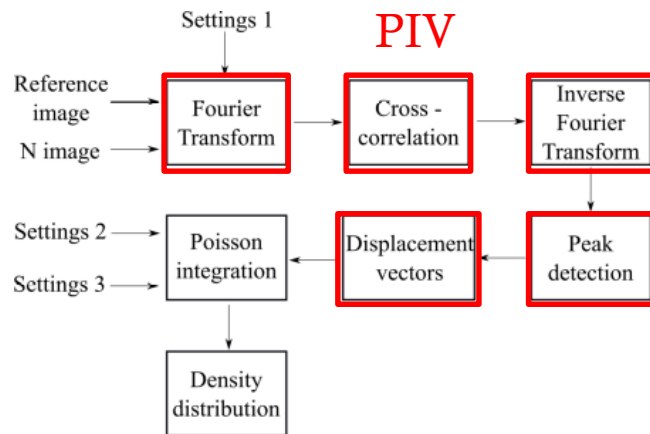 Settings 1
PIV
Reference
image
N image
Fourier
Transform
Cross -
correlation
Inverse
Fourier
Transform
Settings 2
Settings 3
Poisson
integration
Displacement
vectors
Peak
detection
Density
distribution